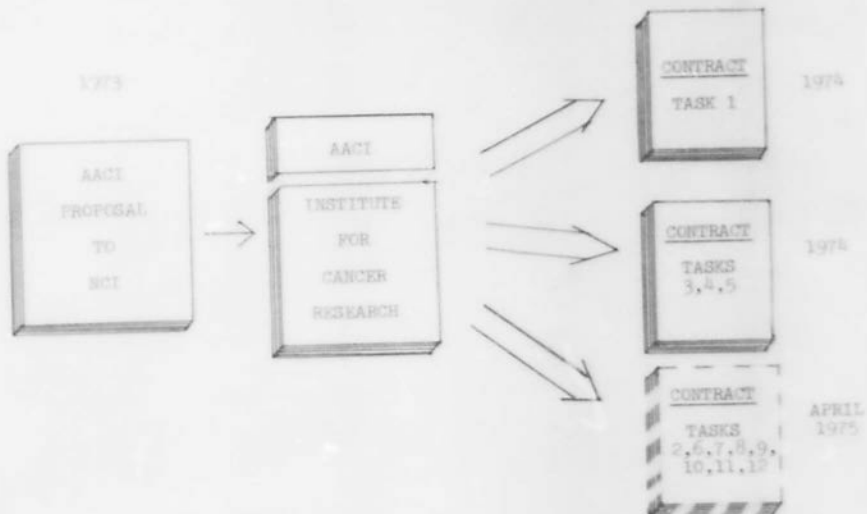 1973
AACI
PROPOSAL
TO
NCI
AACI
INSTITUTE
FOR
CANCER
RESEARCH
CONTRACT
TASK 1
1974
CONTRACT
TASKS
3,4,5
1974
CONTRACT
TASKS
2,6,7,8,9,
10,11,12
APRIL
1975